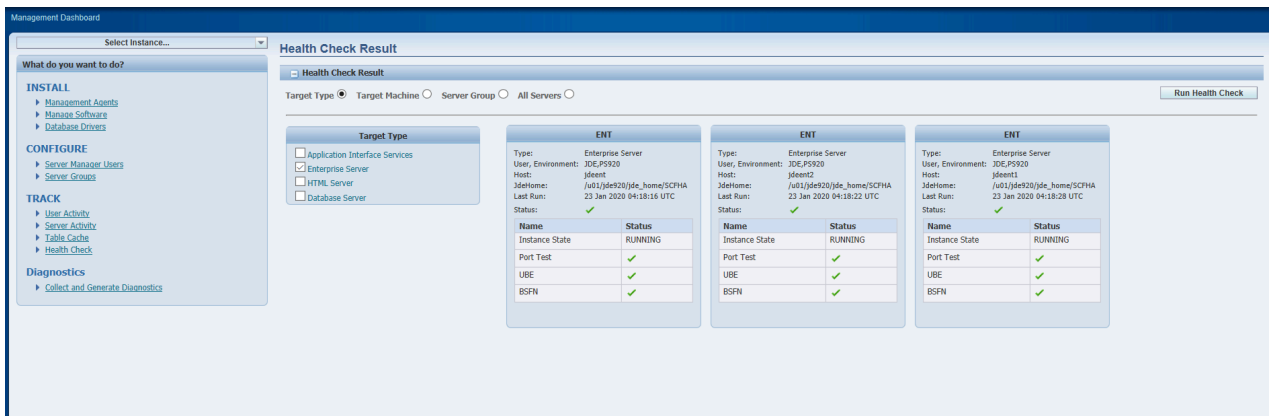 Management Dashboard
Select Instance...
What do you want to do?
INSTALL
Management Agents
Manage Software
Database Drivers
CONFIGURE
Server Manager Users
Server Groups
TRACK
User Activity
Server Activity
Table Cache
Health Check
Diagnostics
Collect and Generate Diagnostics
Health Check Result
Health Check Result
Target Type Target Machine Server Group All Servers
Run Health Check
Target Type
Application Interface Services
Enterprise Server
HTML Server
Database Server
ENT
Type: Enterprise Server
User, Environment: JDE,PS920
Host: jdeent
JdeHome: /u01/jde920/jde_home/SCFHA
Last Run: 23 Jan 2020 04:18:16 UTC
Status:
Name Status
Instance State RUNNING
Port Test
UBE
BSFN
ENT
Type: Enterprise Server
User, Environment: JDE,PS920
Host: jdeent2
JdeHome: /u01/jde920/jde_home/SCFHA
Last Run: 23 Jan 2020 04:18:22 UTC
Status:
Name Status
Instance State RUNNING
Port Test
UBE
BSFN
ENT
Type: Enterprise Server
User, Environment: JDE,PS920
Host: jdeent1
JdeHome: /u01/jde920/jde_home/SCFHA
Last Run: 23 Jan 2020 04:18:28 UTC
Status:
Name Status
Instance State RUNNING
Port Test
UBE
BSFN